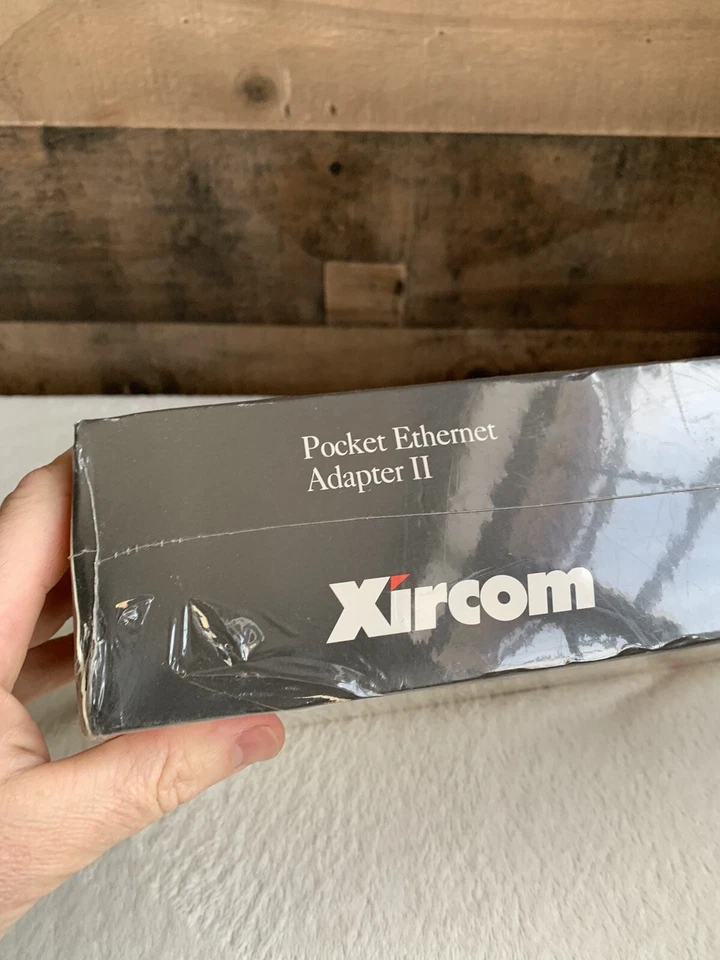 Pocket Ethernet
Adapter II
Xircom